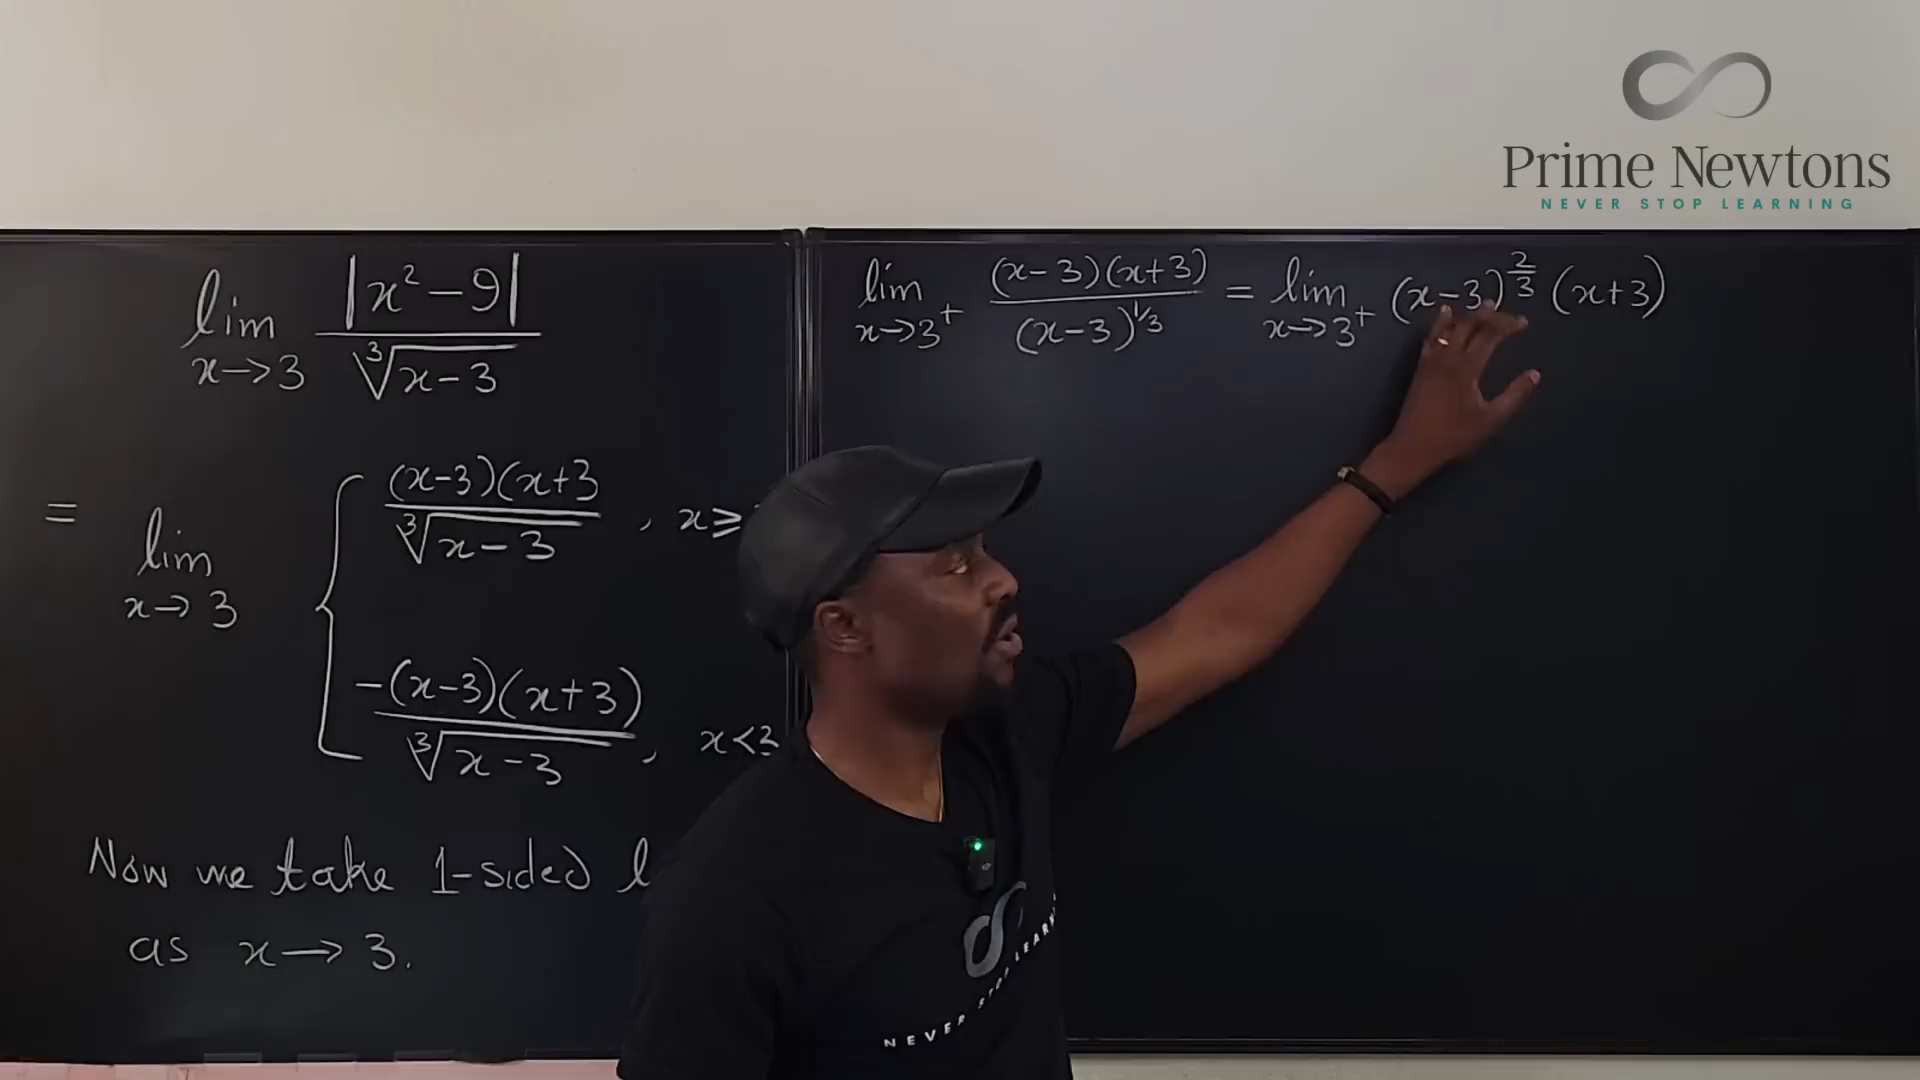 Prime Newtons
NEVER STOP LEARNING
lim x→3 |x²-9| / ∛(x-3)
= lim x→3 { (x-3)(x+3 / ∛(x-3) , x ≥
-(x-3)(x+3) / ∛(x-3) , x<3
Now we take 1-sided
as x → 3.
lim x→3⁺ (x-3)(x+3) / (x-3)^1/3 = lim x→3⁺ (x-3)^2/3 (x+3)
NEVER STOP LEARN